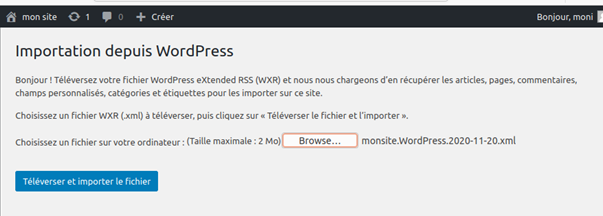 mon site 1 0 + Créer Bonjour, moni
Importation depuis WordPress
Bonjour ! Téléversez votre fichier WordPress eXtended RSS (WXR) et nous nous chargeons d'en récupérer les articles, pages, commentaires,
champs personnalisés, catégories et étiquettes pour les importer sur ce site.
Choisissez un fichier WXR (.xml) à téléverser, puis cliquez sur « Téléverser le fichier et l'importer ».
Choisissez un fichier sur votre ordinateur : (Taille maximale : 2 Mo) Browse... monsite.WordPress.2020-11-20.xml
Téléverser et importer le fichier